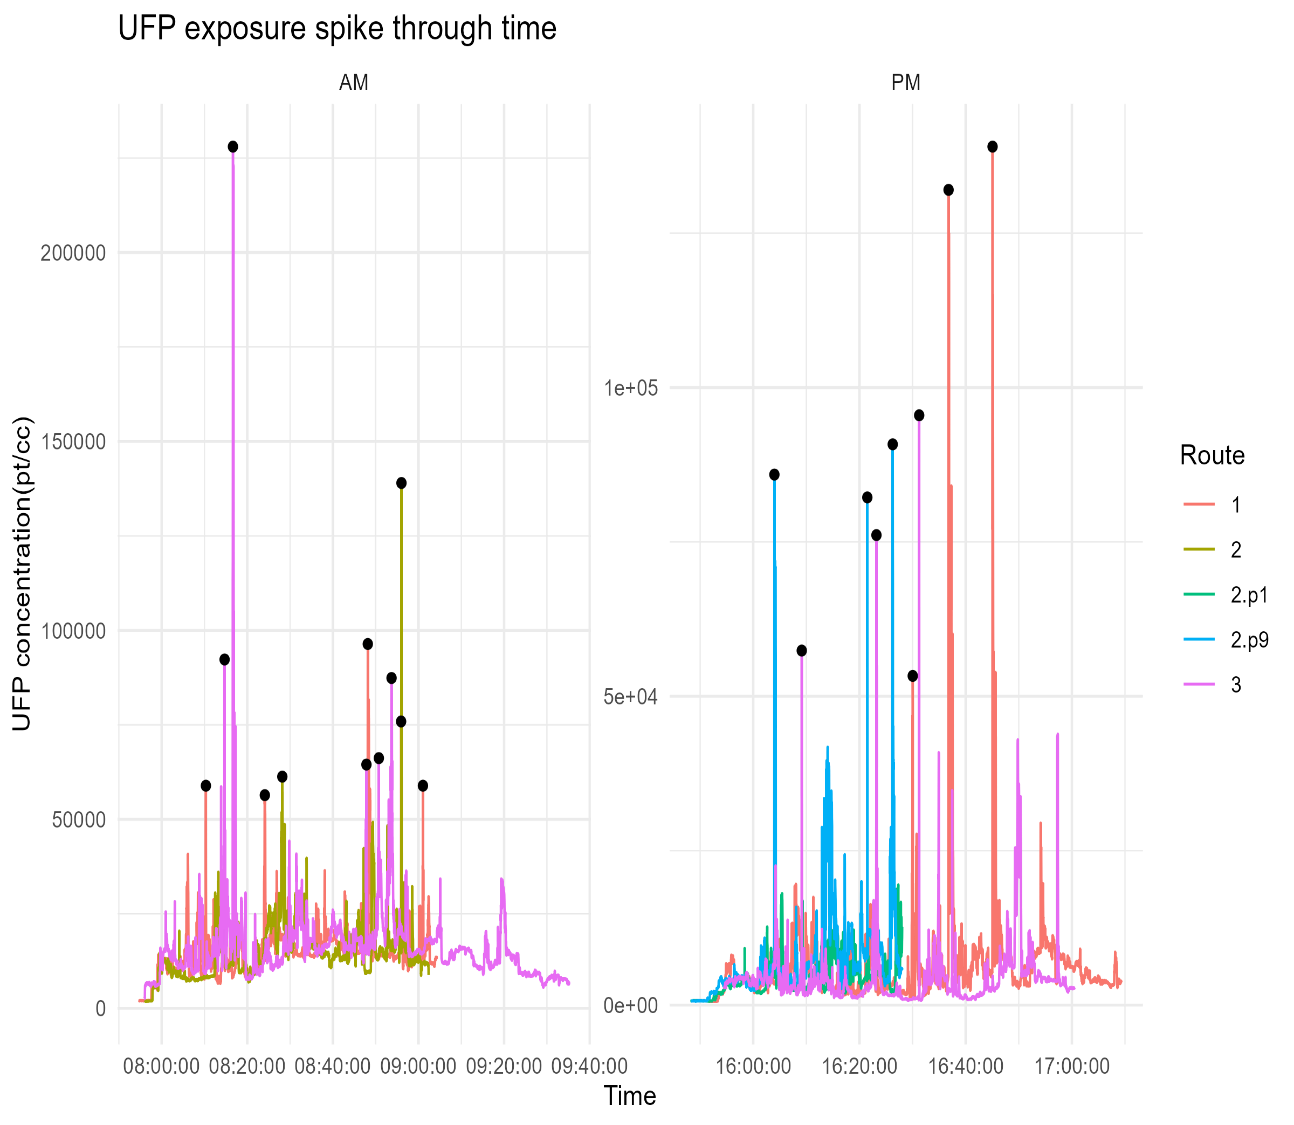 UFP exposure spike through time
AM
PM
UFP concentration(pt/cc)
200000
150000
100000
50000
0
1e+05
5e+04
0e+00
08:00:00 08:20:00 08:40:00 09:00:00 09:20:00 09:40:00
16:00:00 16:20:00 16:40:00 17:00:00
Time
Route
1
2
2.p1
2.p9
3